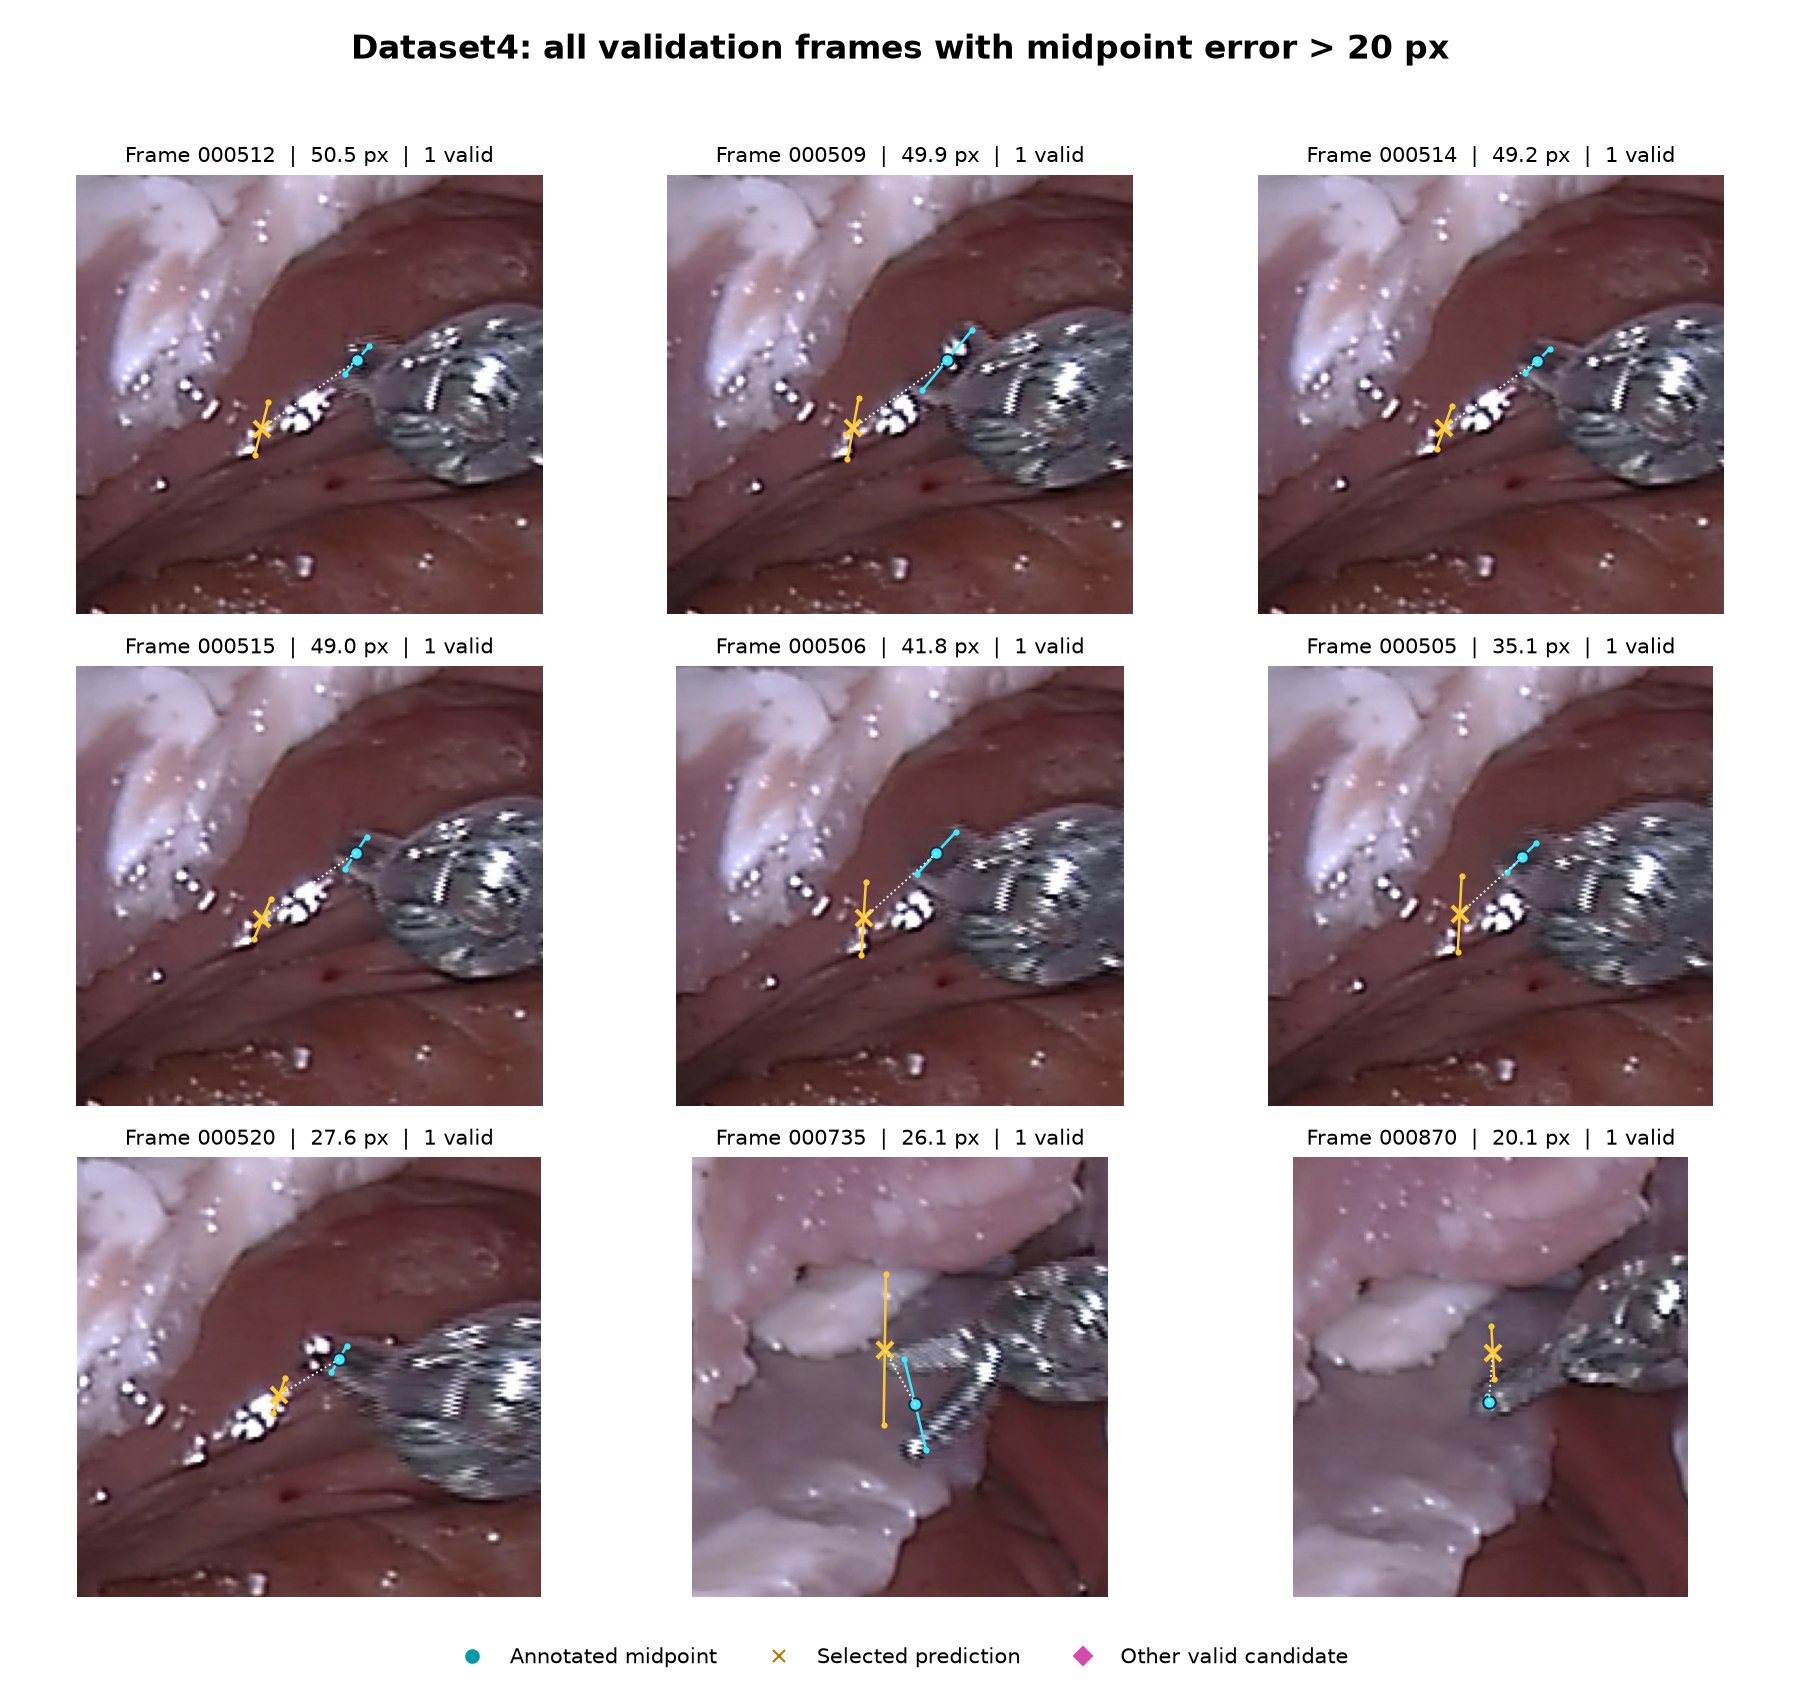 Dataset4: all validation frames with midpoint error > 20 px
Frame 000512 | 50.5 px | 1 valid
Frame 000509 | 49.9 px | 1 valid
Frame 000514 | 49.2 px | 1 valid
Frame 000515 | 49.0 px | 1 valid
Frame 000506 | 41.8 px | 1 valid
Frame 000505 | 35.1 px | 1 valid
Frame 000520 | 27.6 px | 1 valid
Frame 000735 | 26.1 px | 1 valid
Frame 000870 | 20.1 px | 1 valid
Annotated midpoint
Selected prediction
Other valid candidate